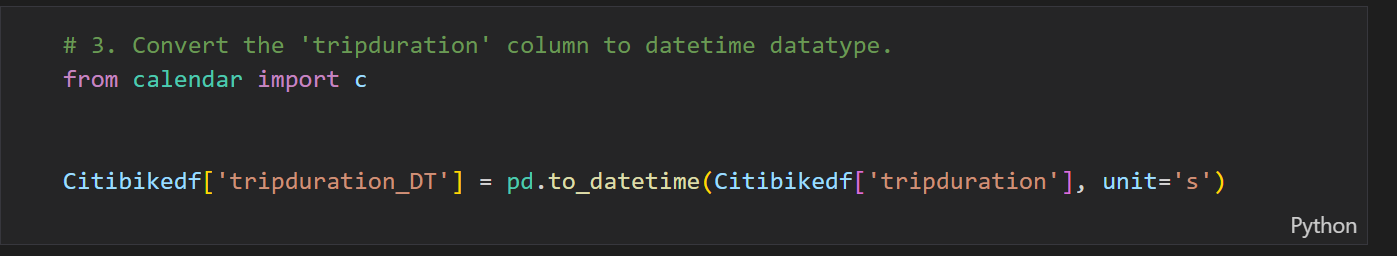 # 3. Convert the 'tripduration' column to datetime datatype.
from calendar import c
Citibikedf['tripduration_DT'] = pd.to_datetime(Citibikedf['tripduration'], unit='s')
Python